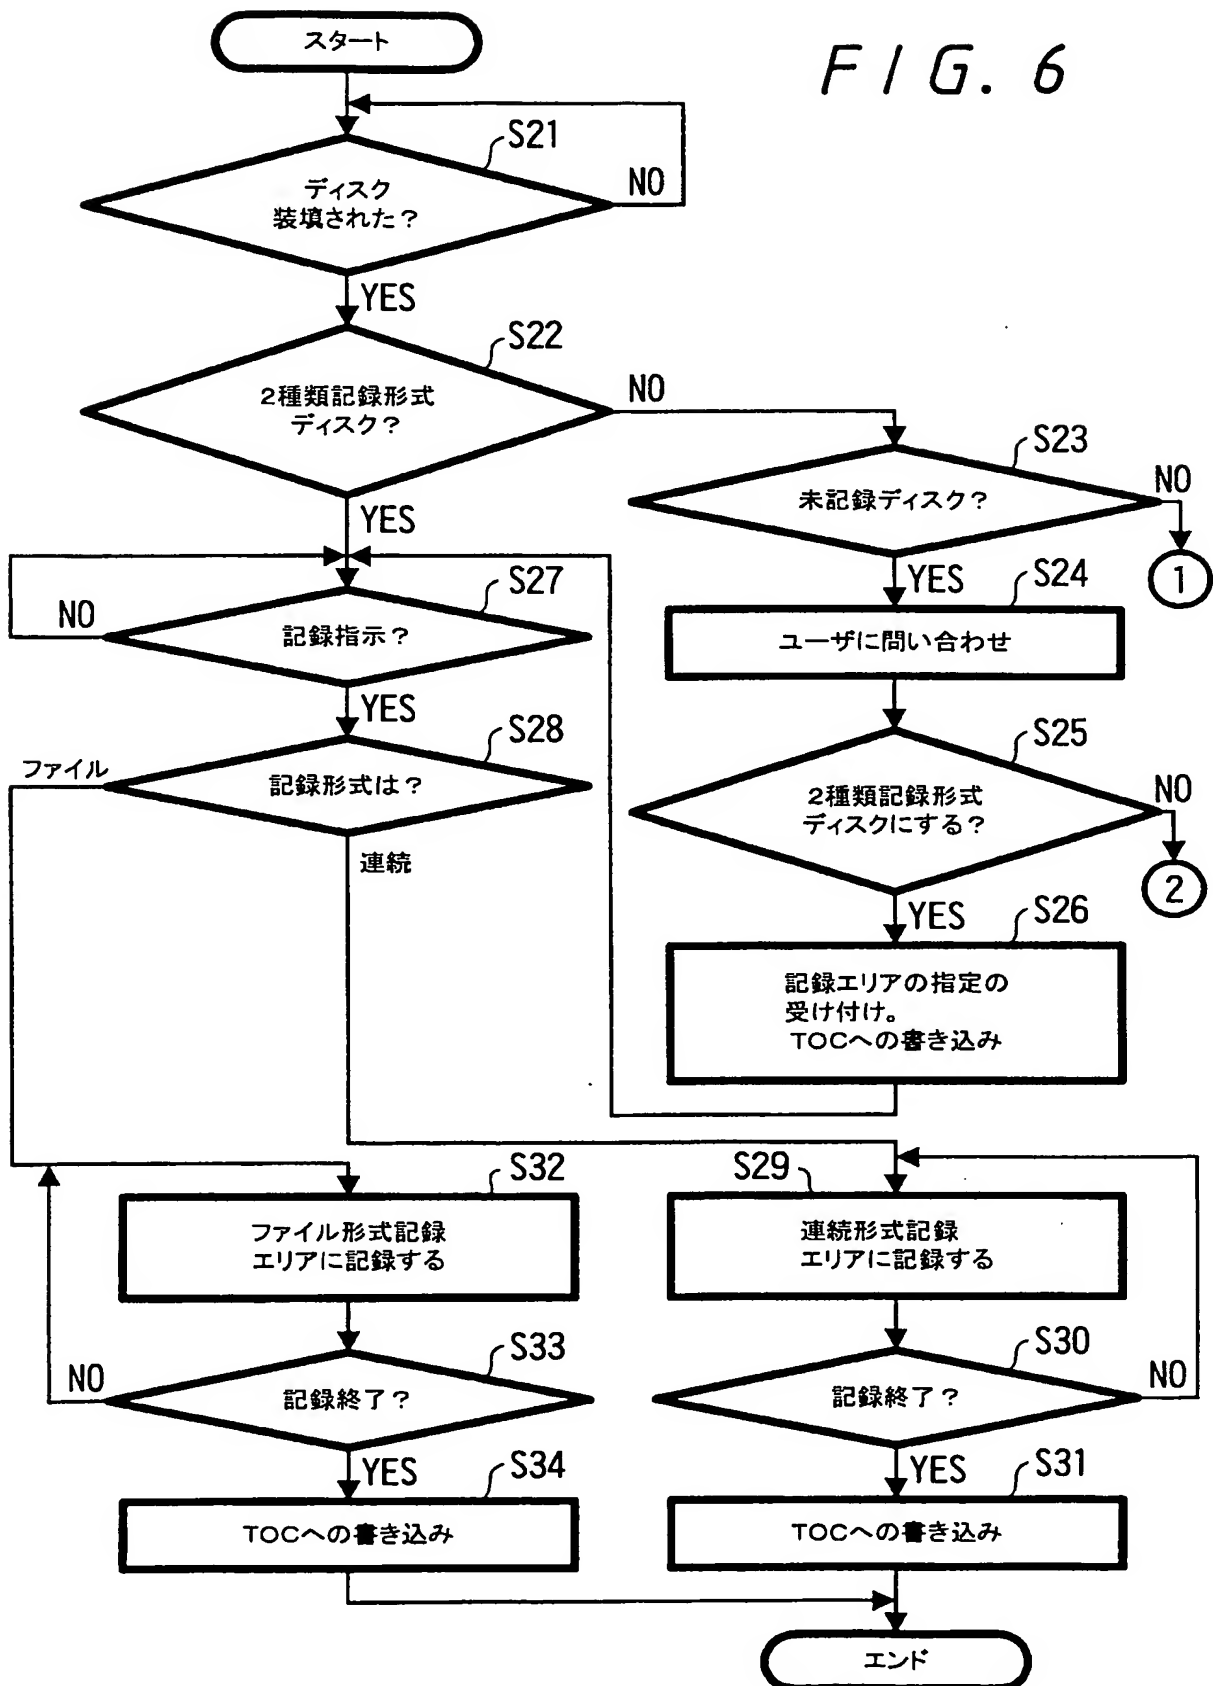 FIG. 6
スタート
S21
ディスク
装填された？
NO
YES
S22
2種類記録形式
ディスク？
NO
YES
S23
未記録ディスク？
NO
1
YES
S24
ユーザに問い合わせ
S25
2種類記録形式
ディスクにする？
NO
2
YES
S26
記録エリアの指定の
受け付け。
TOCへの書き込み
S27
記録指示？
NO
YES
S28
記録形式は？
ファイル
連続
S29
連続形式記録
エリアに記録する
S30
記録終了？
NO
YES
S31
TOCへの書き込み
S32
ファイル形式記録
エリアに記録する
S33
記録終了？
NO
YES
S34
TOCへの書き込み
エンド